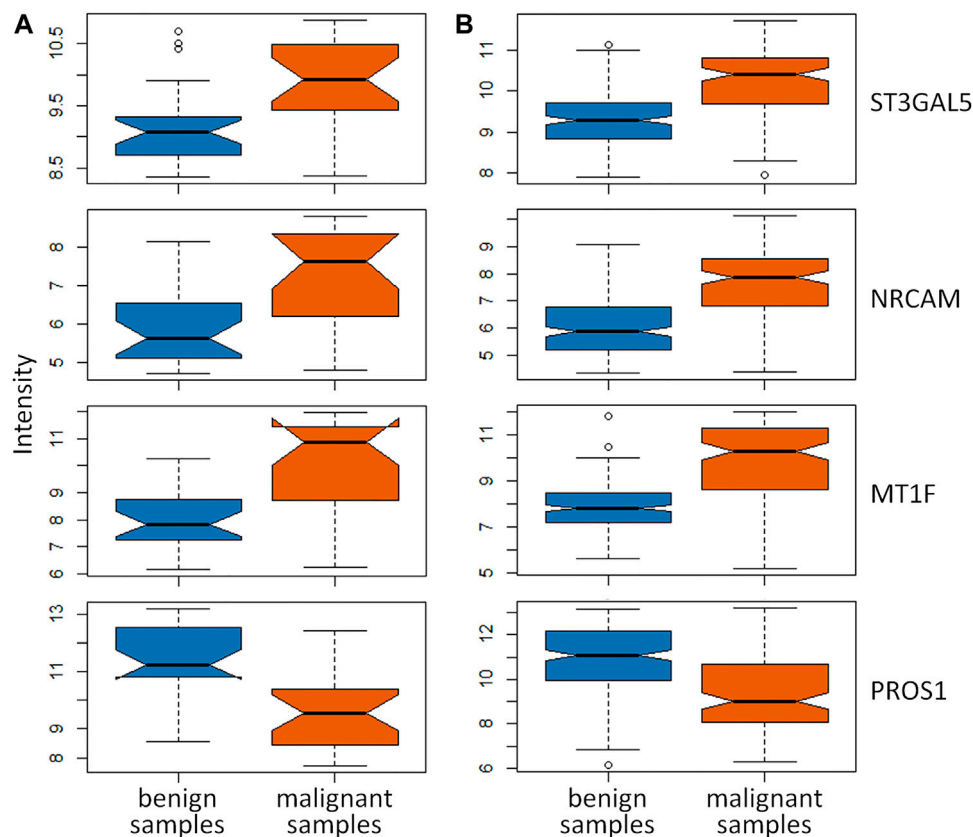 A
B
10.5
9.5
8.5
11
10
9
8
ST3GAL5
8
7
6
5
9
8
7
6
5
NRCAM
Intensity
11
9
8
7
6
11
9
7
5
MT1F
13
11
9
8
12
10
8
6
PROS1
benign
samples
malignant
samples
benign
samples
malignant
samples